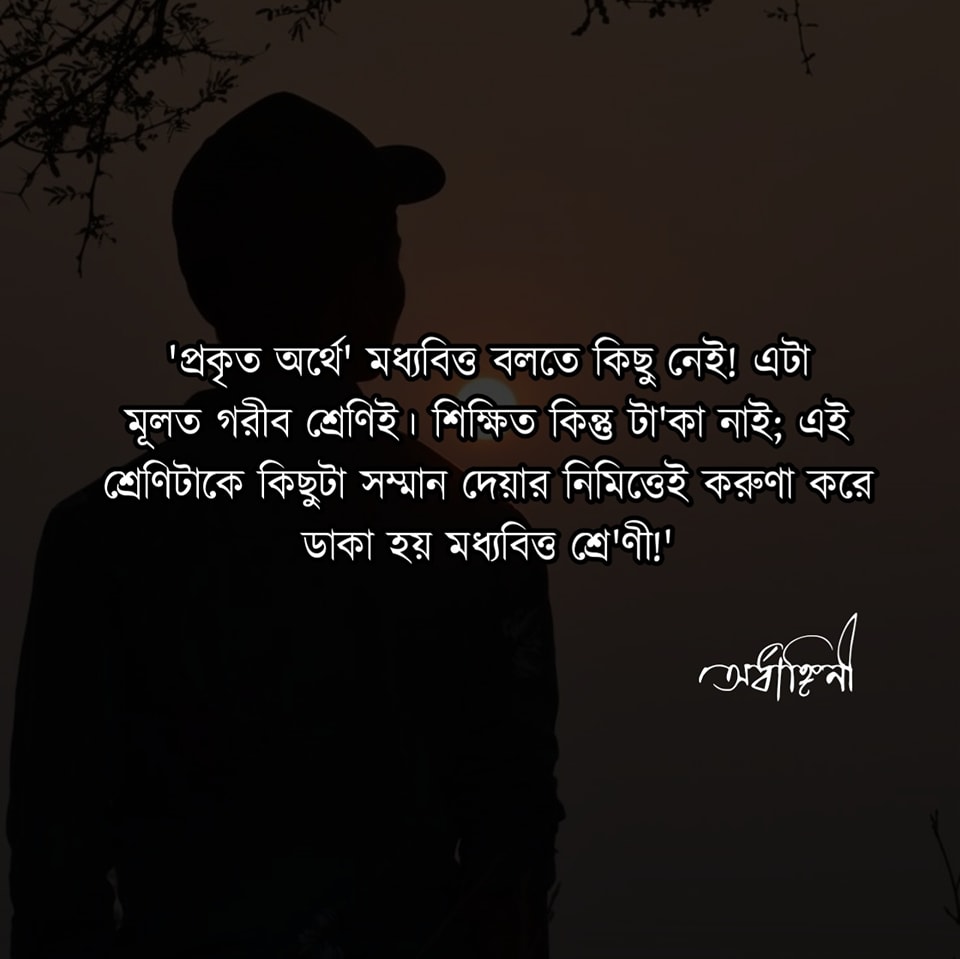 'প্রকৃত অর্থে' মধ্যবিত্ত বলতে কিছু নেই! এটা
মূলত গরীব শ্রেণিই। শিক্ষিত কিন্তু টা'কা নাই; এই
শ্রেণিটাকে কিছুটা সম্মান দেয়ার নিমিত্তেই করুণা করে
ডাকা হয় মধ্যবিত্ত শ্রে'ণী!'
অর্ধাঙ্গিনী